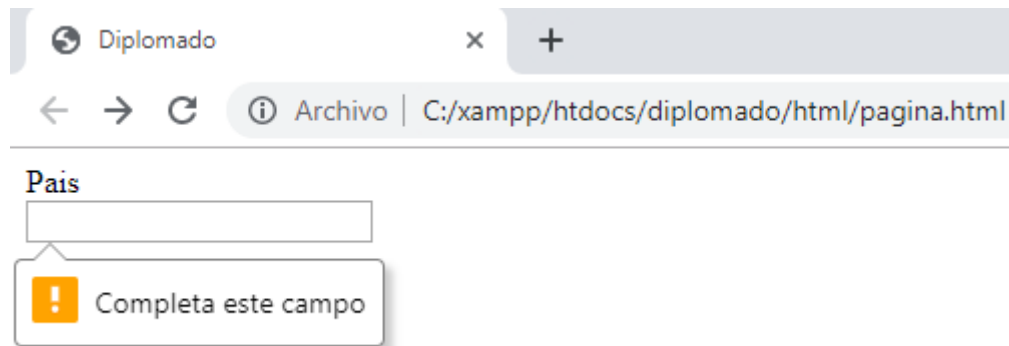 Diplomado
Archivo | C:/xampp/htdocs/diplomado/html/pagina.html
Pais
Completa este campo